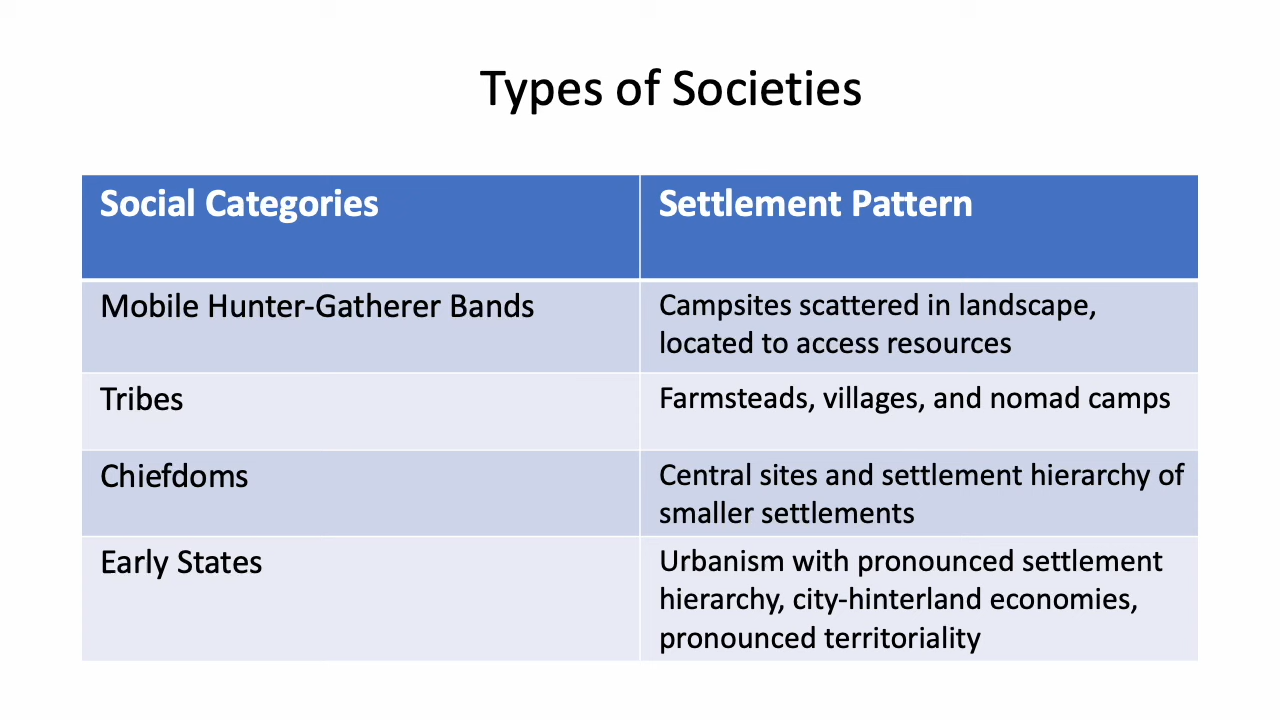 Types of Societies
Social Categories
Settlement Pattern
Mobile Hunter-Gatherer Bands
Campsites scattered in landscape,
located to access resources
Tribes
Farmsteads, villages, and nomad camps
Chiefdoms
Central sites and settlement hierarchy of
smaller settlements
Early States
Urbanism with pronounced settlement
hierarchy, city-hinterland economies,
pronounced territoriality